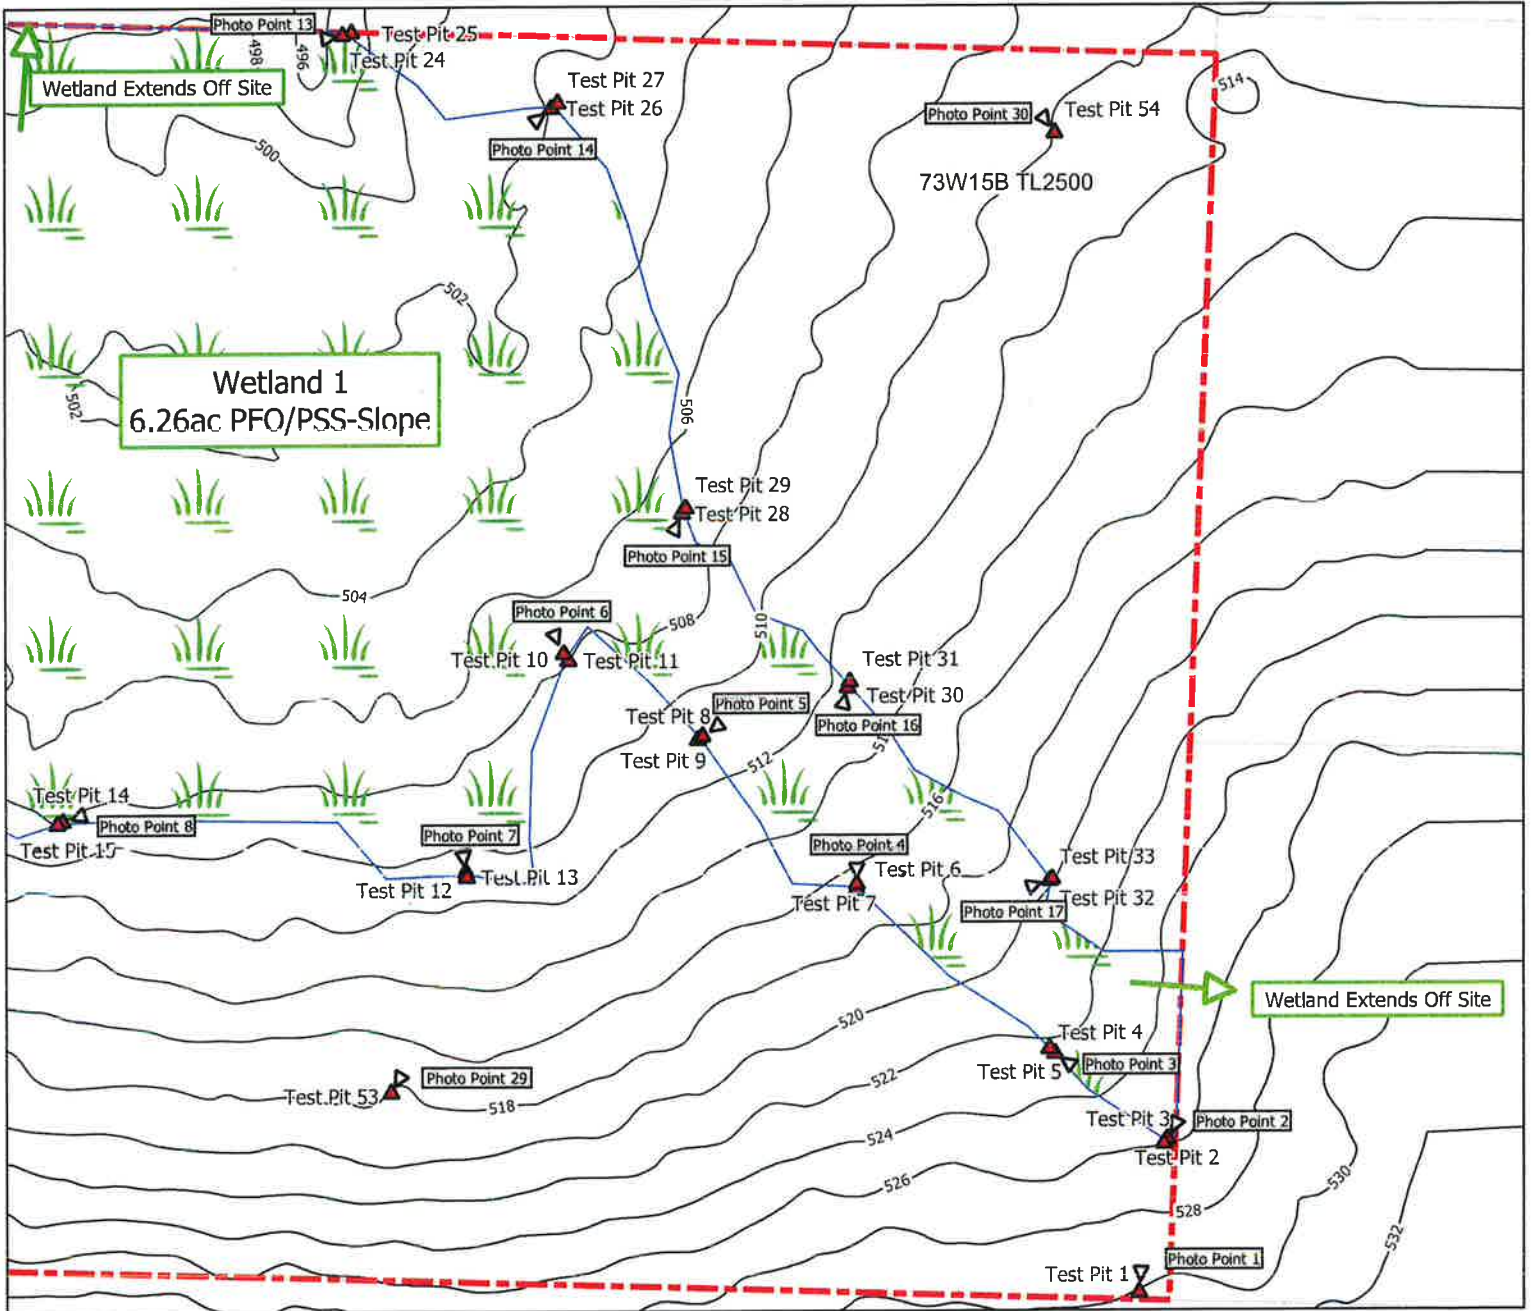 Photo Point 13
Test Pit 25
Test Pit 24
498
496
Wetland Extends Off Site
Test Pit 27
Test Pit 26
Photo Point 14
Photo Point 30
Test Pit 54
514
73W15B TL2500
500
502
Wetland 1
6.26ac PFO/PSS-Slope
502
506
Test Pit 29
Test Pit 28
Photo Point 15
504
Photo Point 6
508
510
Test Pit 10
Test Pit 11
Test Pit 31
Test Pit 30
Photo Point 5
Test Pit 8
Photo Point 16
Test Pit 9
512
516
Test Pit 14
Photo Point 8
Test Pit 15
Photo Point 7
Test Pit 12
Test Pit 13
Photo Point 4
Test Pit 6
Test Pit 7
Test Pit 33
Test Pit 32
Photo Point 17
Wetland Extends Off Site
520
Test Pit 4
Test Pit 5
Photo Point 3
522
Photo Point 29
Test Pit 53
518
Test Pit 3
Photo Point 2
524
Test Pit 2
526
530
528
532
Photo Point 1
Test Pit 1